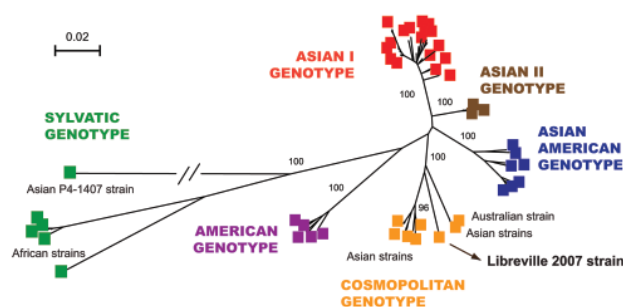 0.02
ASIAN I
GENOTYPE
100
100
ASIAN II
GENOTYPE
SYLVATIC
GENOTYPE
100
ASIAN
AMERICAN
GENOTYPE
100
100
Asian P4-1407 strain
100
AMERICAN
GENOTYPE
96
Australian strain
Asian strains
African strains
Asian strains
Libreville 2007 strain
COSMOPOLITAN
GENOTYPE